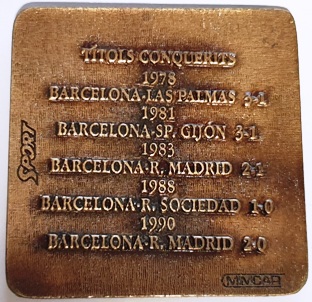 TÍTOLS CONQUERITS
1978
BARCELONA-LAS PALMAS 3-1
1981
BARCELONA-SP. GIJÓN 3-1
1983
BARCELONA-R. MADRID 2-1
1988
BARCELONA-R. SOCIEDAD 1-0
1990
BARCELONA-R. MADRID 2-0
SPORT
MIMCAR